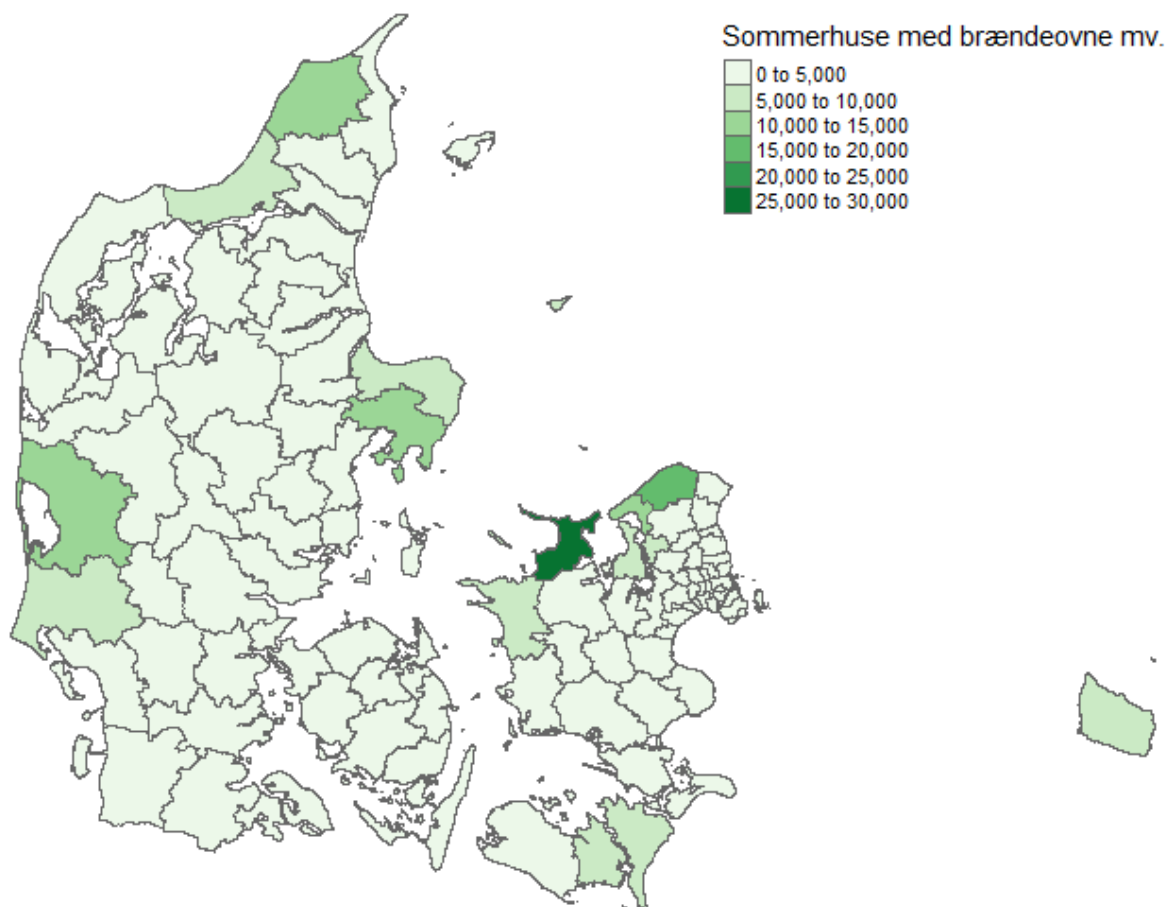 Sommerhuse med brændeovne mv.
0 to 5,000
5,000 to 10,000
10,000 to 15,000
15,000 to 20,000
20,000 to 25,000
25,000 to 30,000